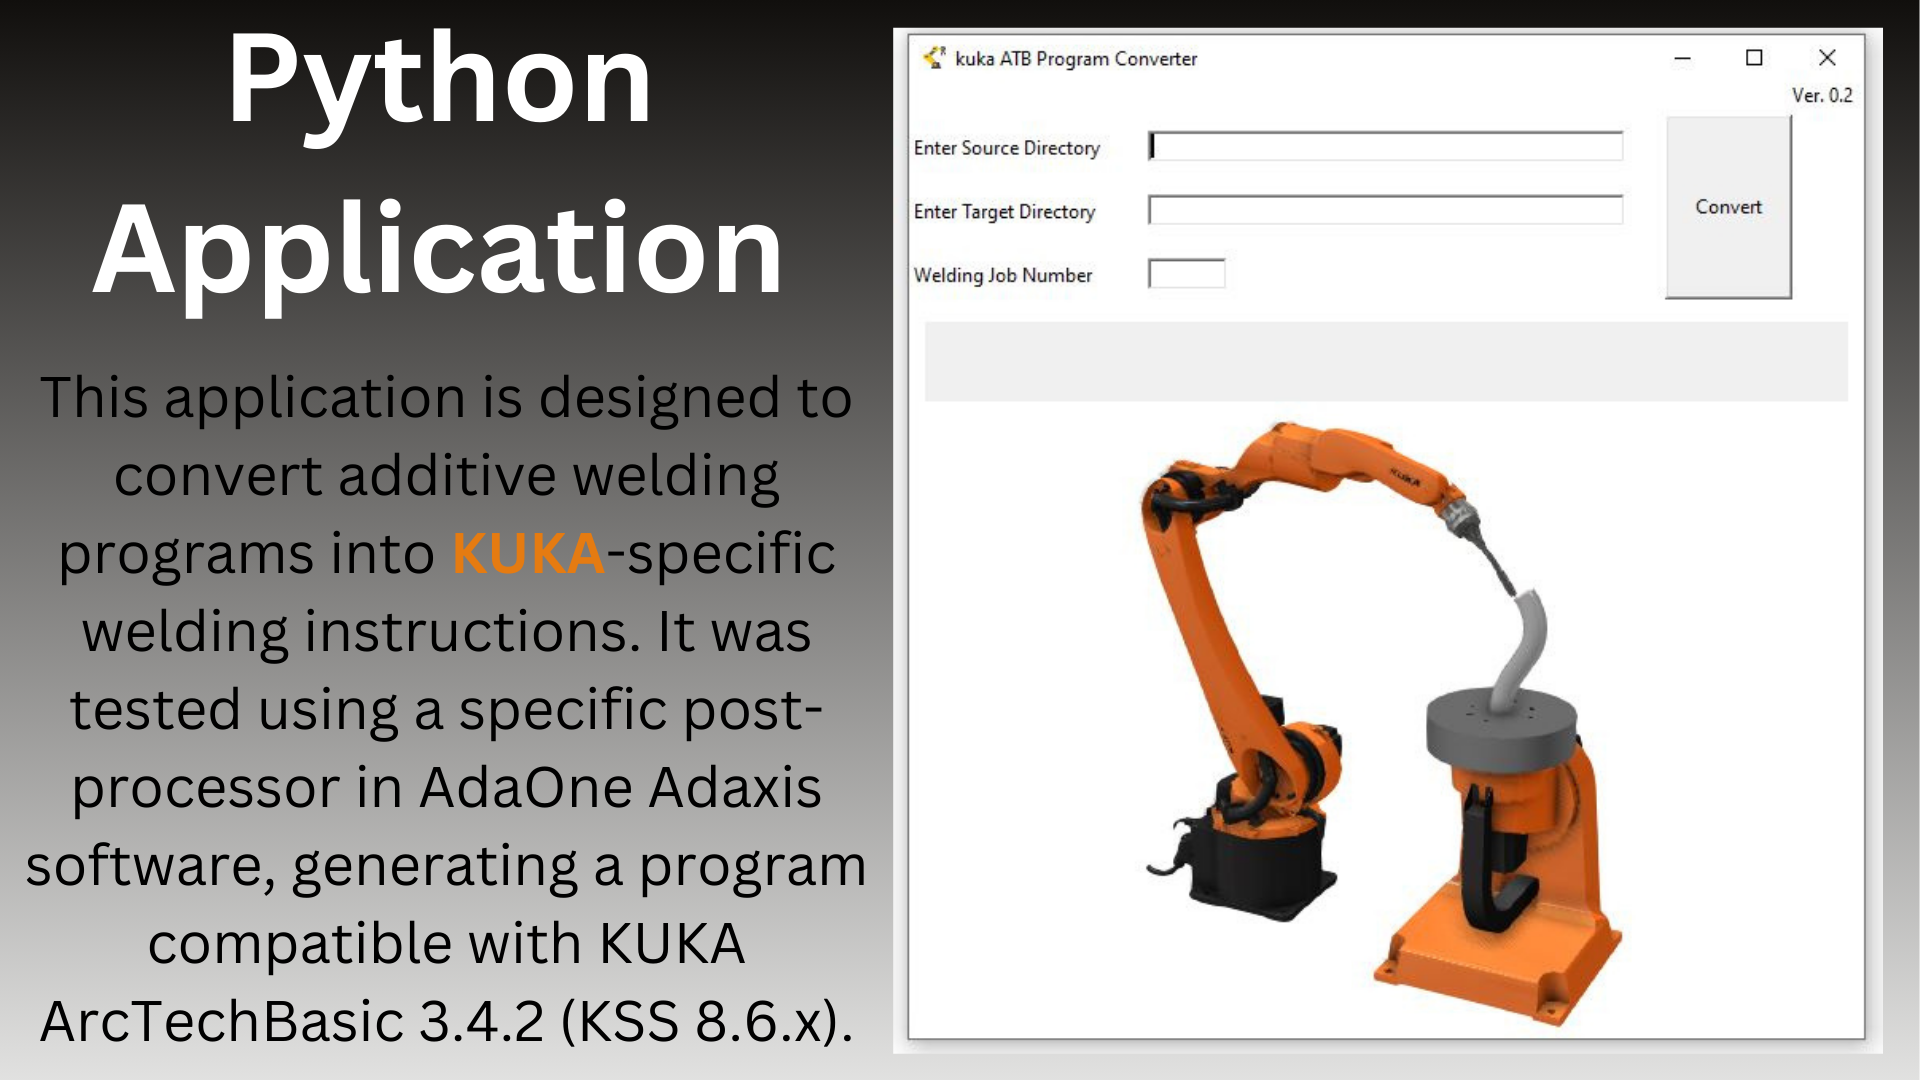 Python
Application
This application is designed to
convert additive welding
programs into KUKA-specific
welding instructions. It was
tested using a specific post-
processor in AdaOne Adaxis
software, generating a program
compatible with KUKA
ArcTechBasic 3.4.2 (KSS 8.6.x).
kuka ATB Program Converter
Ver. 0.2
Enter Source Directory
Enter Target Directory
Welding Job Number
Convert
KUKA